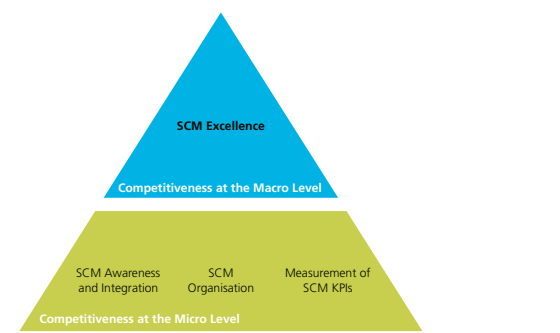 SCM Excellence
Competitiveness at the Macro Level
SCM Awareness
and Integration
SCM
Organisation
Measurement of
SCM KPIs
Competitiveness at the Micro Level